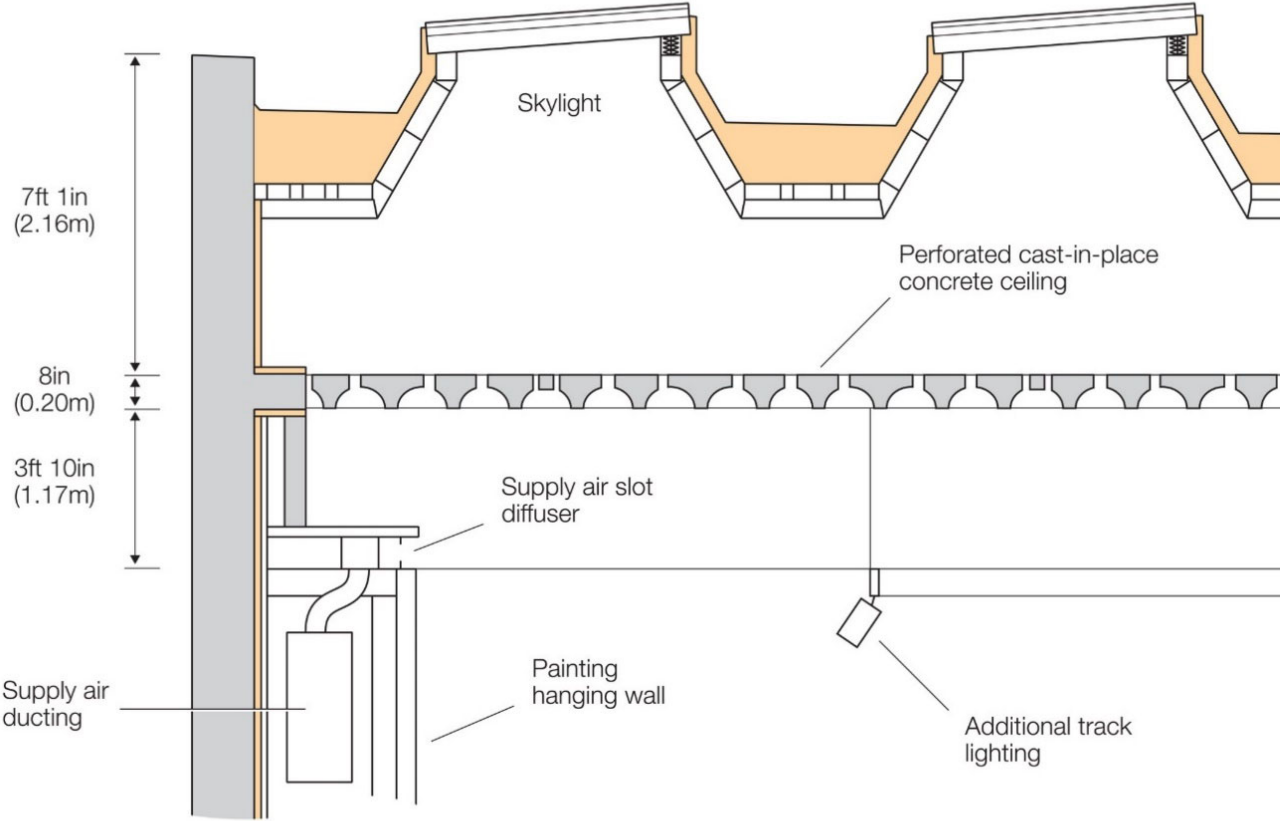 Skylight
7ft 1in
(2.16m)
Perforated cast-in-place
concrete ceiling
8in
(0.20m)
3ft 10in
(1.17m)
Supply air slot
diffuser
Painting
hanging wall
Supply air
ducting
Additional track
lighting